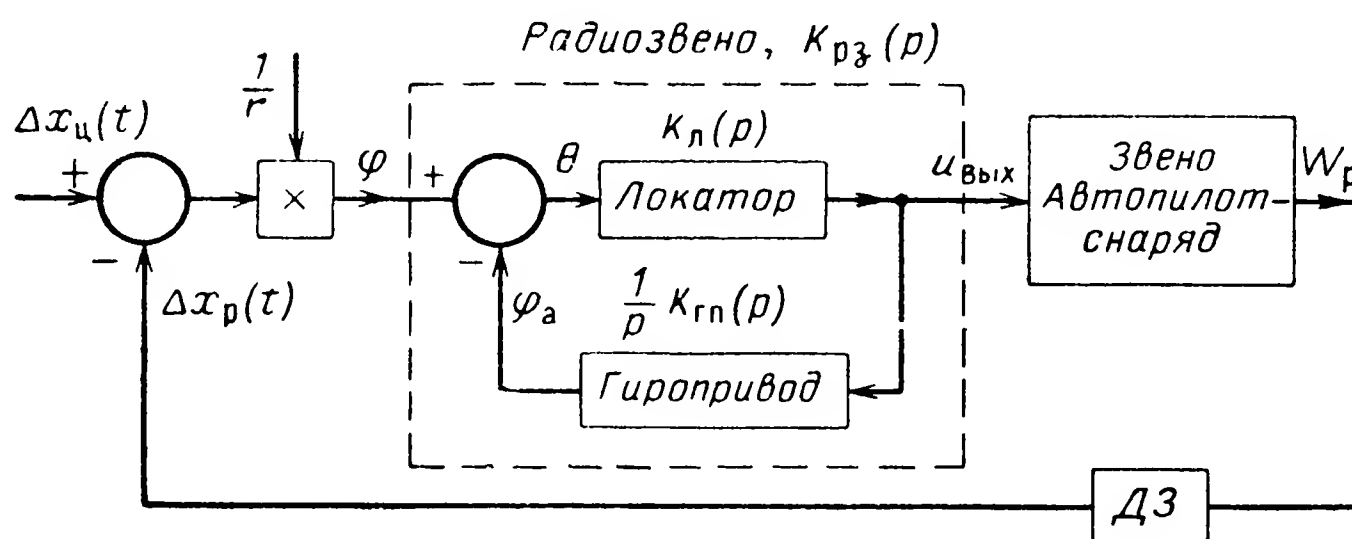 Радиозвено, K_рз(p)
1/r
Δx_ц(t)
+
−
×
φ
+
−
θ
K_л(p)
Локатор
u_вых
Звено
Автопилот-
снаряд
W_р
Δx_р(t)
φ_а
1/p K_гп(p)
Гиропривод
ДЗ